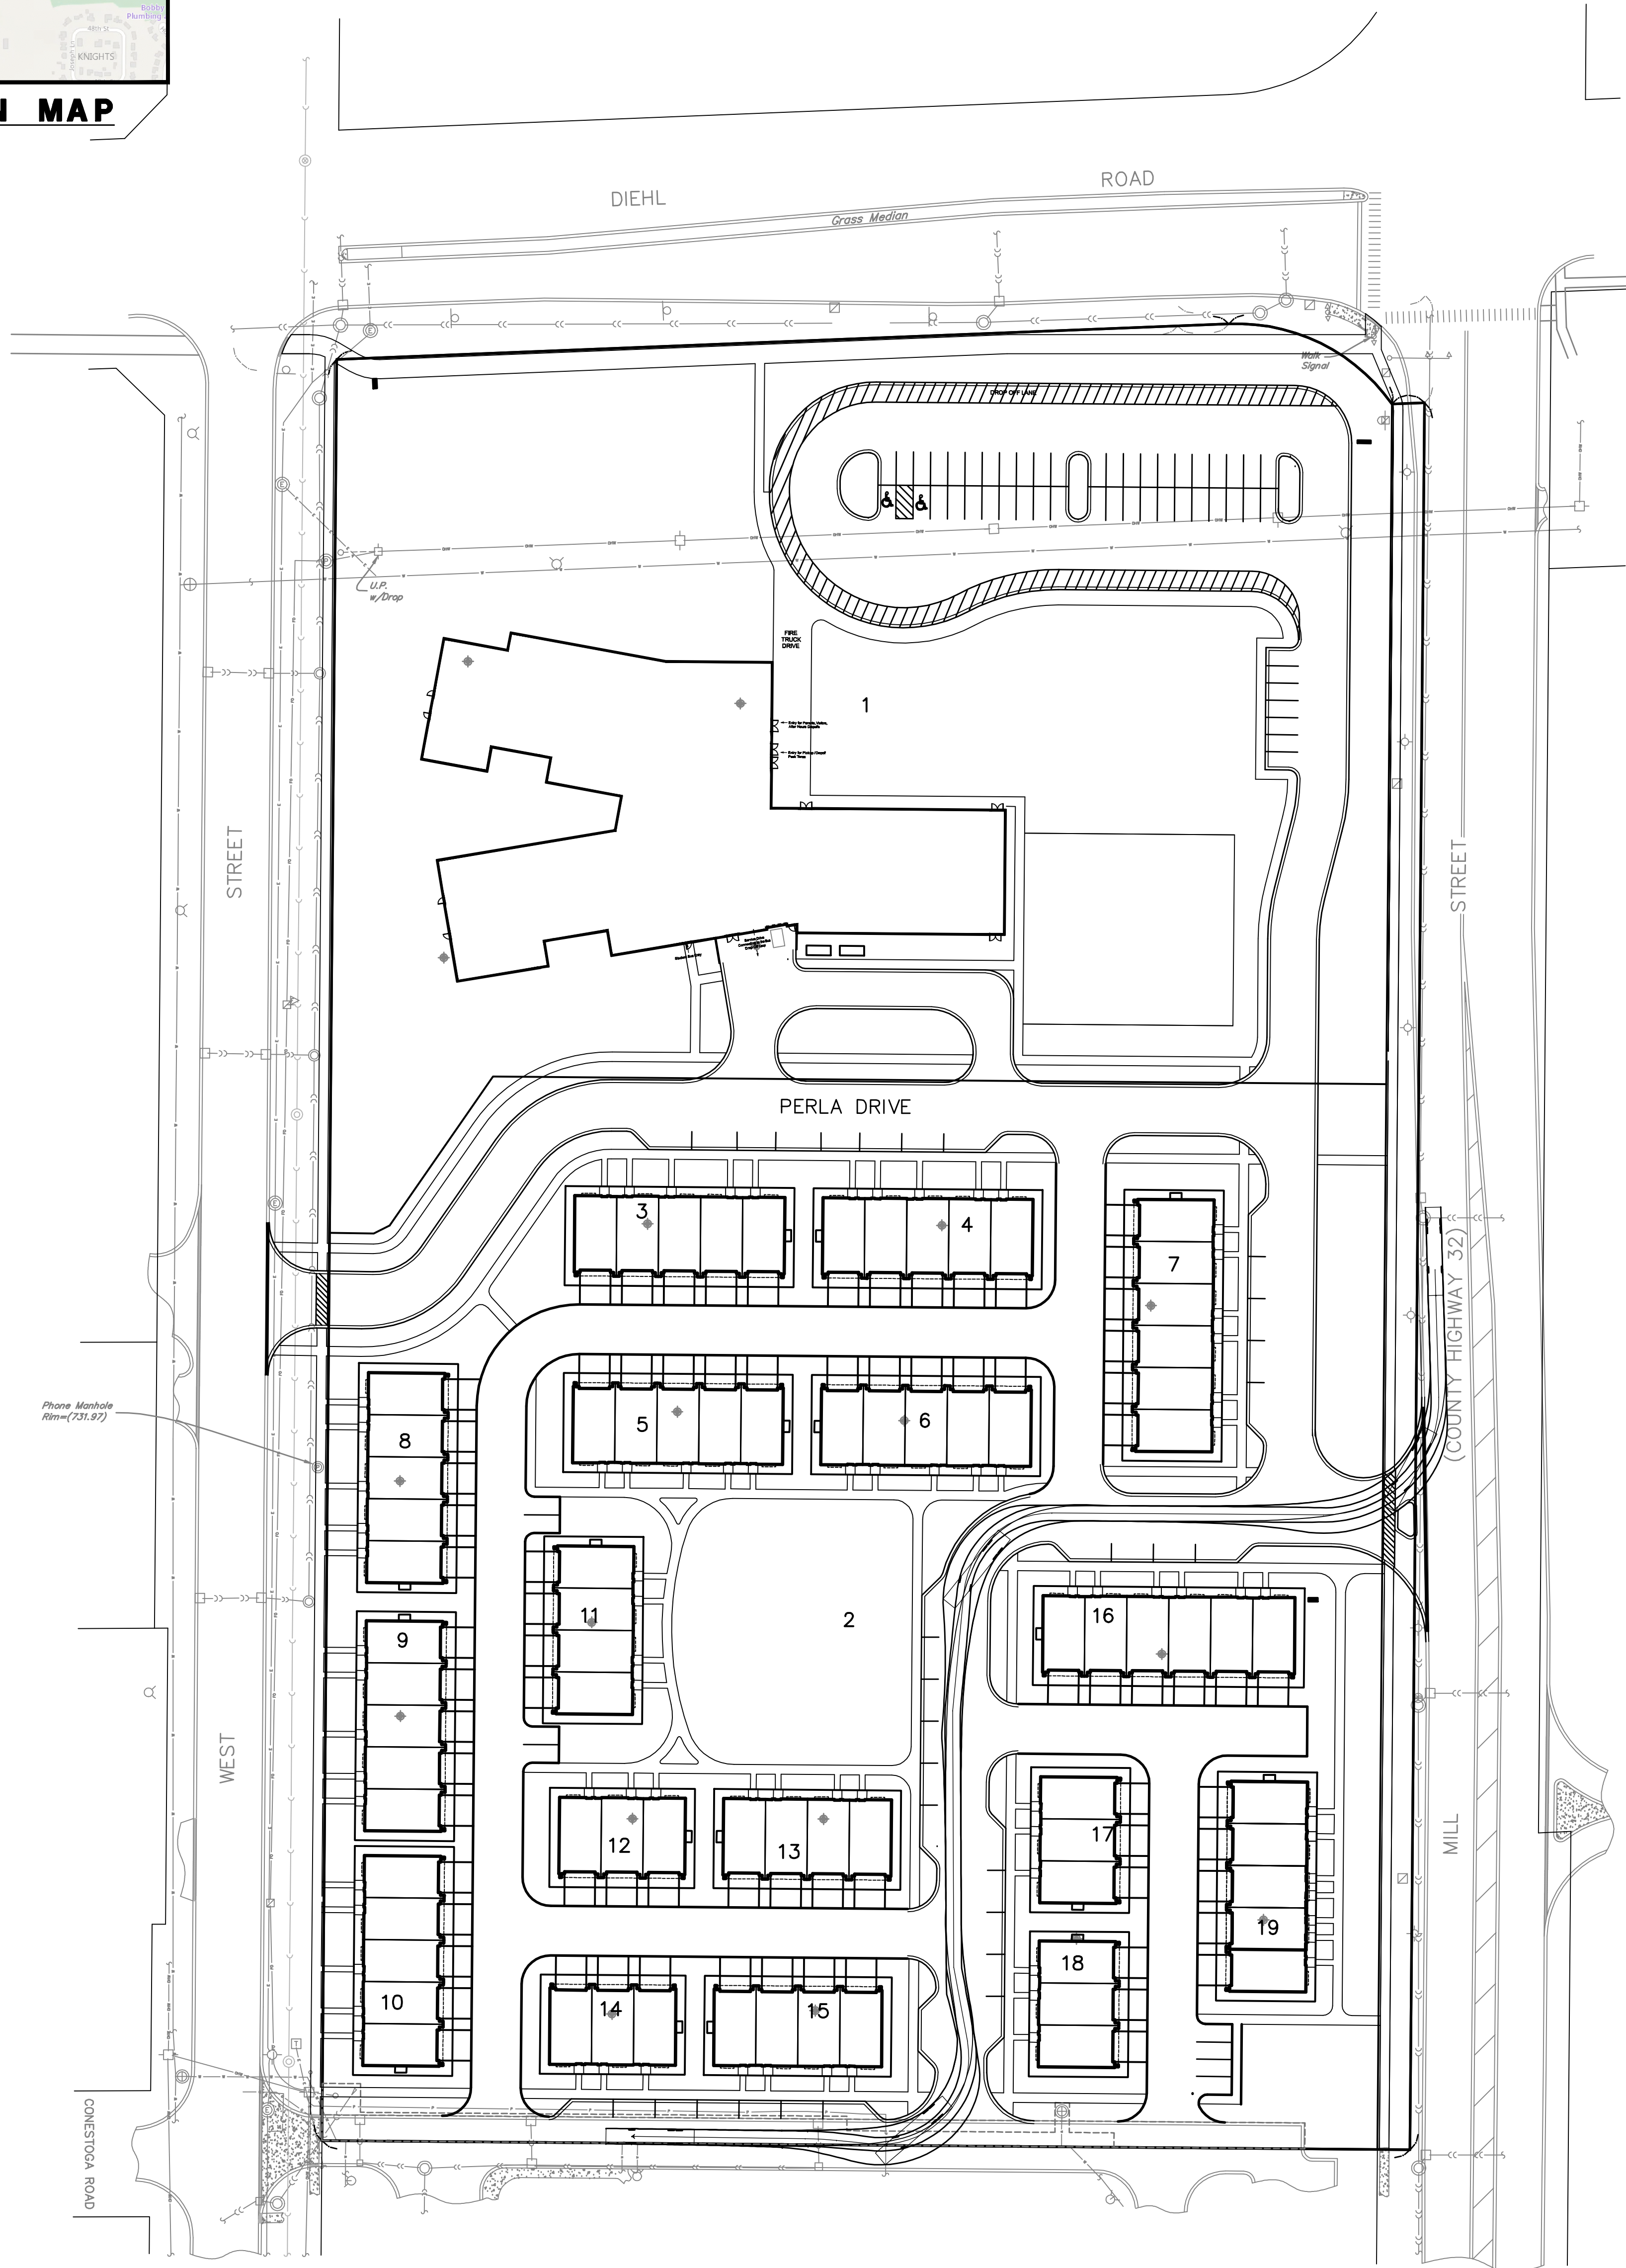 Bobby
Plumbing
48th St
KNIGHTS
N MAP
DIEHL ROAD
Grass Median
Walk
Signal
DROP OFF LANE
U.P.
w/Drop
FIRE
TRUCK
DRIVE
1
STREET
STREET
PERLA DRIVE
3
4
7
(COUNTY HIGHWAY 32)
Phone Manhole
Rim=(731.97)
8
5
6
11
2
16
9
WEST
MILL
12
13
17
19
18
10
14
15
CONESTOGA ROAD